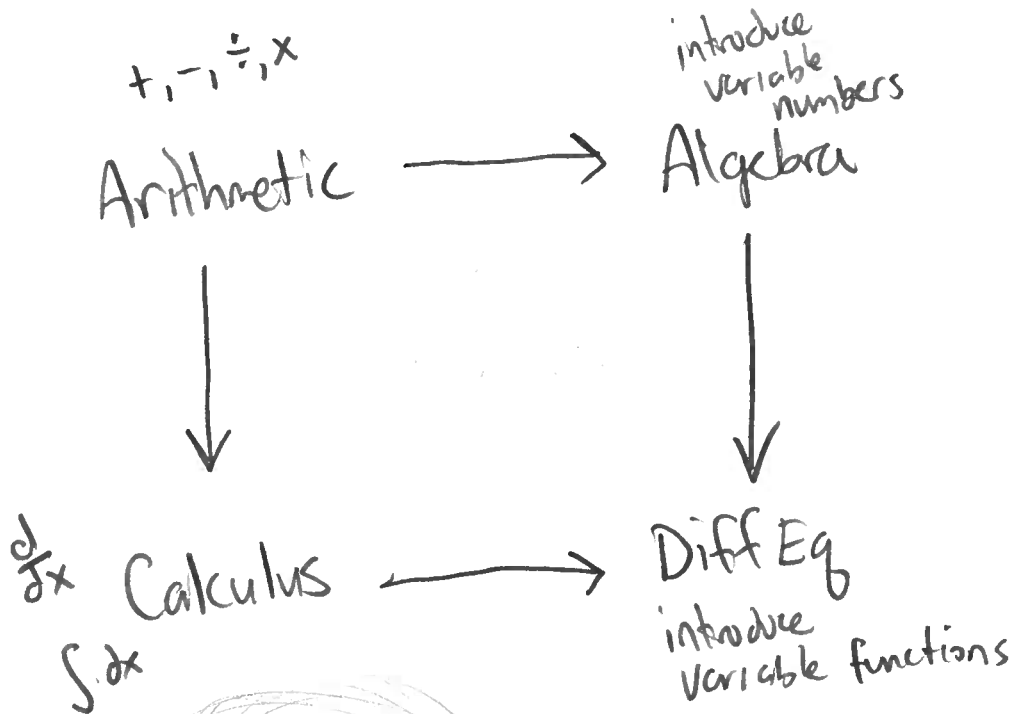 +, -, ÷, x
introduce
variable
numbers
Arithmetic
Algebra
d/dx
Calculus
∫ dx
Diff Eq
introduce
variable functions